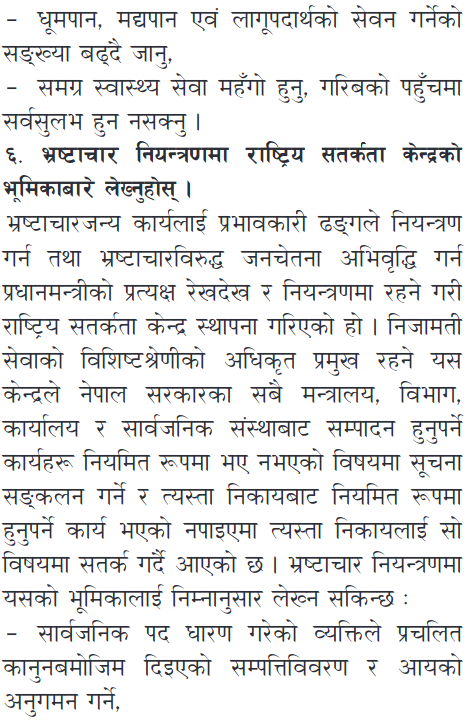 – धूमपान, मद्यपान एवं लागूपदार्थको सेवन गर्नेको
सङ्ख्या बढ्दै जानु,
– समग्र स्वास्थ्य सेवा महँगो हुनु, गरिबको पहुँचमा
सर्वसुलभ हुन नसक्नु ।
६. भ्रष्टाचार नियन्त्रणमा राष्ट्रिय सतर्कता केन्द्रको
भूमिकाबारे लेख्नुहोस् ।
भ्रष्टाचारजन्य कार्यलाई प्रभावकारी ढङ्गले नियन्त्रण
गर्न तथा भ्रष्टाचारविरुद्ध जनचेतना अभिवृद्धि गर्न
प्रधानमन्त्रीको प्रत्यक्ष रेखदेख र नियन्त्रणमा रहने गरी
राष्ट्रिय सतर्कता केन्द्र स्थापना गरिएको हो । निजामती
सेवाको विशिष्टश्रेणीको अधिकृत प्रमुख रहने यस
केन्द्रले नेपाल सरकारका सबै मन्त्रालय, विभाग,
कार्यालय र सार्वजनिक संस्थाबाट सम्पादन हुनुपर्ने
कार्यहरू नियमित रूपमा भए नभएको विषयमा सूचना
सङ्कलन गर्ने र त्यस्ता निकायबाट नियमित रूपमा
हुनुपर्ने कार्य भएको नपाइएमा त्यस्ता निकायलाई सो
विषयमा सतर्क गर्दै आएको छ । भ्रष्टाचार नियन्त्रणमा
यसको भूमिकालाई निम्नानुसार लेख्न सकिन्छ :
– सार्वजनिक पद धारण गरेको व्यक्तिले प्रचलित
कानुनबमोजिम दिइएको सम्पत्तिविवरण र आयको
अनुगमन गर्ने,